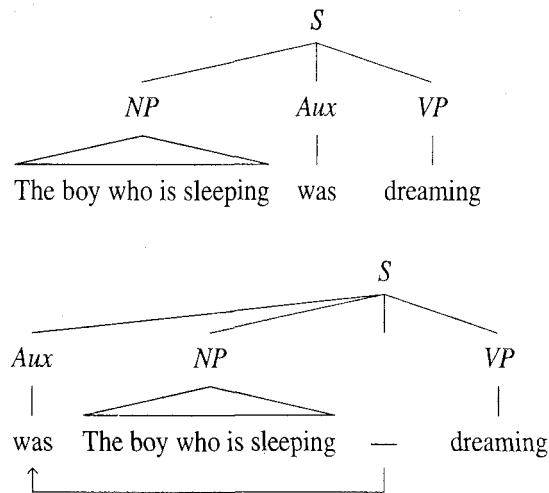 S
NP Aux VP
The boy who is sleeping was dreaming
S
Aux NP VP
was The boy who is sleeping — dreaming